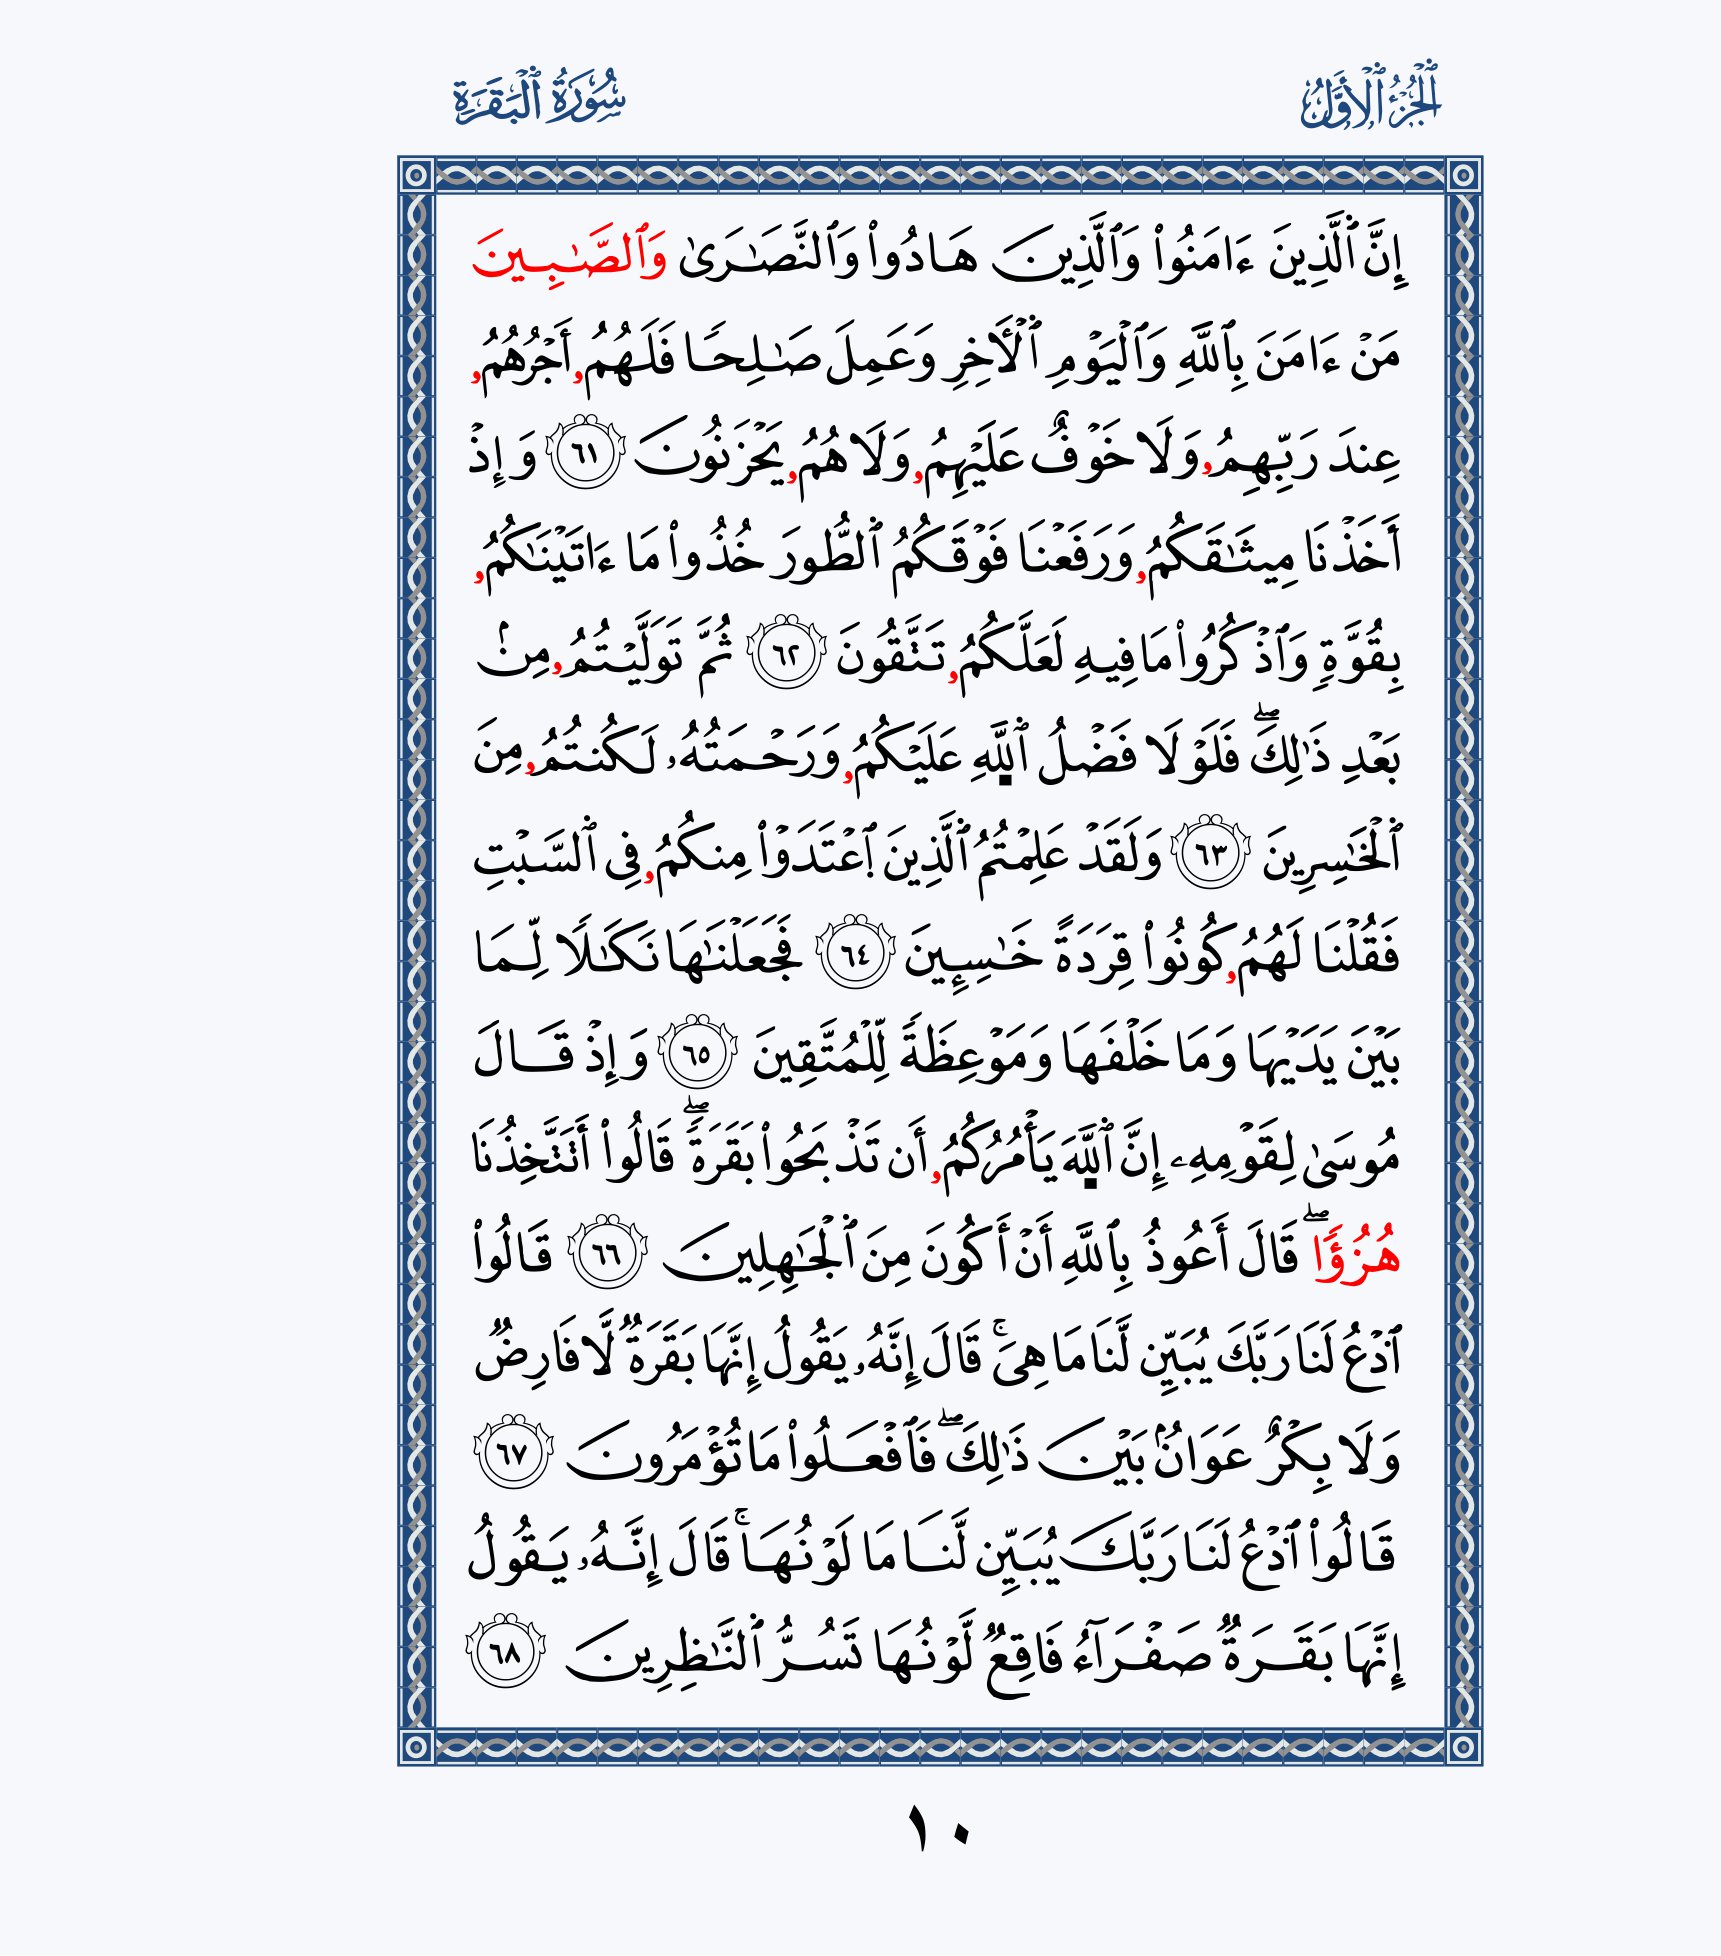 ٱلْجُزْءُ ٱلْأَوَّلُ
سُورَةُ ٱلْبَقَرَةِ
إِنَّ ٱلَّذِينَ ءَامَنُواْ وَٱلَّذِينَ هَادُواْ وَٱلنَّصَٰرَىٰ وَٱلصَّٰبِينَ
مَنْ ءَامَنَ بِٱللَّهِ وَٱلْيَوْمِ ٱلْأَخِرِ وَعَمِلَ صَٰلِحًا فَلَهُمُۥ أَجْرُهُمُۥ
عِندَ رَبِّهِمُۥ وَلَا خَوْفٌ عَلَيْهِمُۥ وَلَا هُمُۥ يَحْزَنُونَ ٦١ وَإِذْ
أَخَذْنَا مِيثَٰقَكُمُۥ وَرَفَعْنَا فَوْقَكُمُ ٱلطُّورَ خُذُواْ مَا ءَاتَيْنَٰكُمُۥ
بِقُوَّةٍ وَٱذْكُرُواْ مَا فِيهِ لَعَلَّكُمُۥ تَتَّقُونَ ٦٢ ثُمَّ تَوَلَّيْتُمُۥ مِنۢ
بَعْدِ ذَٰلِكَۖ فَلَوْلَا فَضْلُ ٱللَّهِ عَلَيْكُمُۥ وَرَحْمَتُهُۥ لَكُنتُمُۥ مِنَ
ٱلْخَٰسِرِينَ ٦٣ وَلَقَدْ عَلِمْتُمُ ٱلَّذِينَ ٱعْتَدَوْاْ مِنكُمُۥ فِى ٱلسَّبْتِ
فَقُلْنَا لَهُمُۥ كُونُواْ قِرَدَةً خَٰسِـِٔينَ ٦٤ فَجَعَلْنَٰهَا نَكَٰلًا لِّمَا
بَيْنَ يَدَيْهَا وَمَا خَلْفَهَا وَمَوْعِظَةً لِّلْمُتَّقِينَ ٦٥ وَإِذْ قَالَ
مُوسَىٰ لِقَوْمِهِۦ إِنَّ ٱللَّهَ يَأْمُرُكُمُۥ أَن تَذْبَحُواْ بَقَرَةًۖ قَالُواْ أَتَتَّخِذُنَا
هُزُؤًاۖ قَالَ أَعُوذُ بِٱللَّهِ أَنْ أَكُونَ مِنَ ٱلْجَٰهِلِينَ ٦٦ قَالُواْ
ٱدْعُ لَنَا رَبَّكَ يُبَيِّن لَّنَا مَا هِىَۚ قَالَ إِنَّهُۥ يَقُولُ إِنَّهَا بَقَرَةٌ لَّا فَارِضٌ
وَلَا بِكْرٌ عَوَانٌۢ بَيْنَ ذَٰلِكَۖ فَٱفْعَلُواْ مَا تُؤْمَرُونَ ٦٧
قَالُواْ ٱدْعُ لَنَا رَبَّكَ يُبَيِّن لَّنَا مَا لَوْنُهَاۚ قَالَ إِنَّهُۥ يَقُولُ
إِنَّهَا بَقَرَةٌ صَفْرَآءُ فَاقِعٌ لَّوْنُهَا تَسُرُّ ٱلنَّٰظِرِينَ ٦٨
١٠